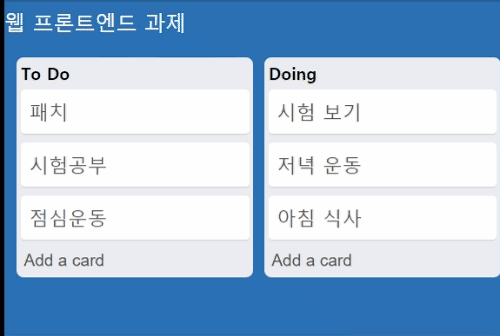 웹 프론트엔드 과제
To Do
패치
시험공부
점심운동
Add a card
Doing
시험 보기
저녁 운동
아침 식사
Add a card